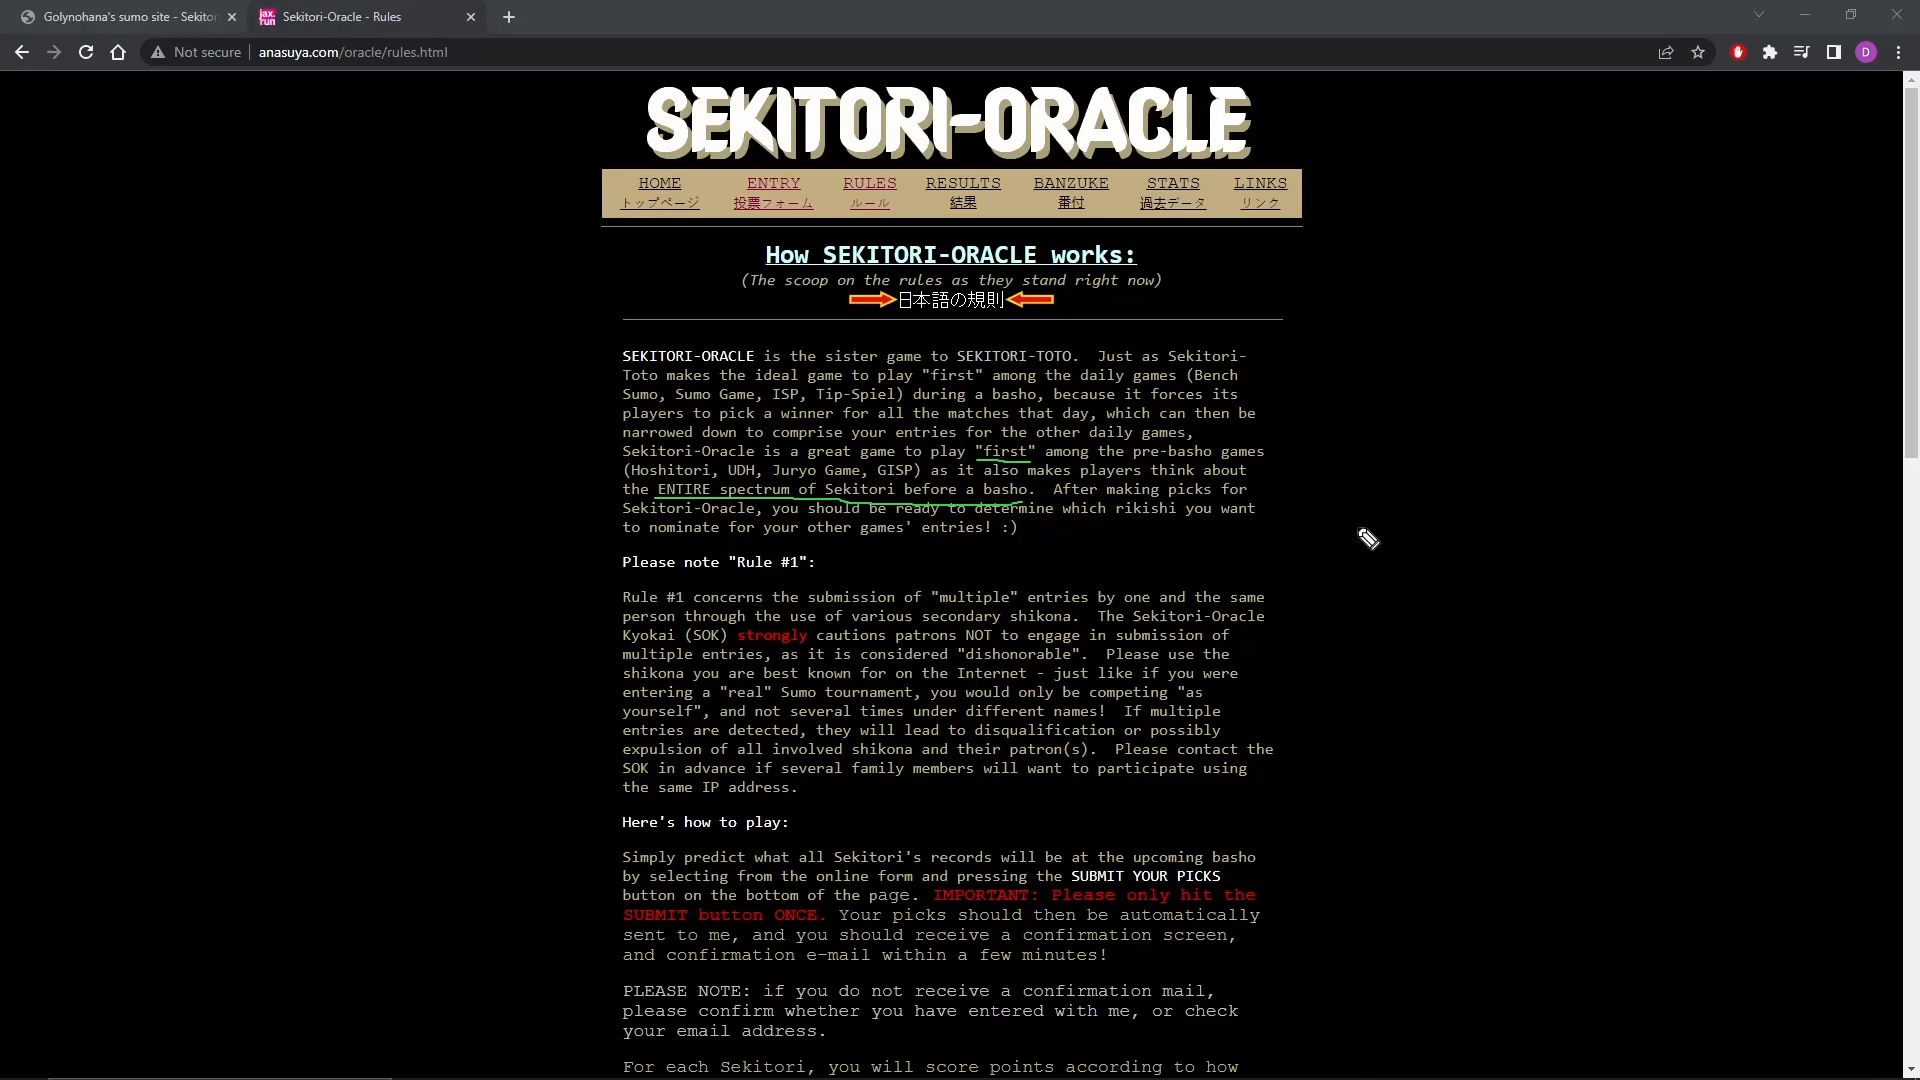 Golynohana's sumo site - Sekitor
Sekitori-Oracle - Rules
Not secure
anasuya.com/oracle/rules.html
D
SEKITORI-ORACLE
HOME ENTRY RULES RESULTS BANZUKE STATS LINKS
トップページ 投票フォーム ルール 結果 番付 過去データ リンク
How SEKITORI-ORACLE works:
(The scoop on the rules as they stand right now)
日本語の規則
SEKITORI-ORACLE is the sister game to SEKITORI-TOTO. Just as Sekitori-
Toto makes the ideal game to play "first" among the daily games (Bench
Sumo, Sumo Game, ISP, Tip-Spiel) during a basho, because it forces its
players to pick a winner for all the matches that day, which can then be
narrowed down to comprise your entries for the other daily games,
Sekitori-Oracle is a great game to play "first" among the pre-basho games
(Hoshitori, UDH, Juryo Game, GISP) as it also makes players think about
the ENTIRE spectrum of Sekitori before a basho. After making picks for
Sekitori-Oracle, you should be ready to determine which rikishi you want
to nominate for your other games' entries! :)
Please note "Rule #1":
Rule #1 concerns the submission of "multiple" entries by one and the same
person through the use of various secondary shikona. The Sekitori-Oracle
Kyokai (SOK) strongly cautions patrons NOT to engage in submission of
multiple entries, as it is considered "dishonorable". Please use the
shikona you are best known for on the Internet - just like if you were
entering a "real" Sumo tournament, you would only be competing "as
yourself", and not several times under different names! If multiple
entries are detected, they will lead to disqualification or possibly
expulsion of all involved shikona and their patron(s). Please contact the
SOK in advance if several family members will want to participate using
the same IP address.
Here's how to play:
Simply predict what all Sekitori's records will be at the upcoming basho
by selecting from the online form and pressing the SUBMIT YOUR PICKS
button on the bottom of the page. IMPORTANT: Please only hit the
SUBMIT button ONCE. Your picks should then be automatically
sent to me, and you should receive a confirmation screen,
and confirmation e-mail within a few minutes!
PLEASE NOTE: if you do not receive a confirmation mail,
please confirm whether you have entered with me, or check
your email address.
For each Sekitori, you will score points according to how